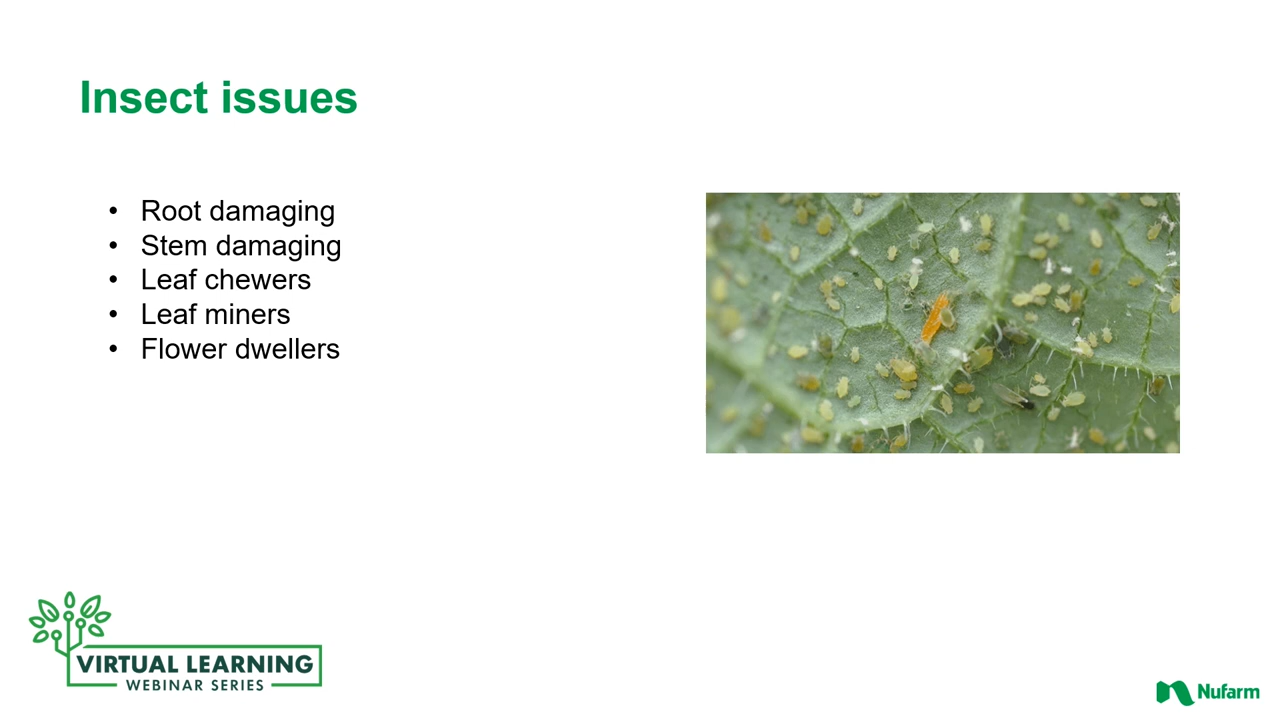 Insect issues
• Root damaging
• Stem damaging
• Leaf chewers
• Leaf miners
• Flower dwellers
VIRTUAL LEARNING
WEBINAR SERIES
Nufarm